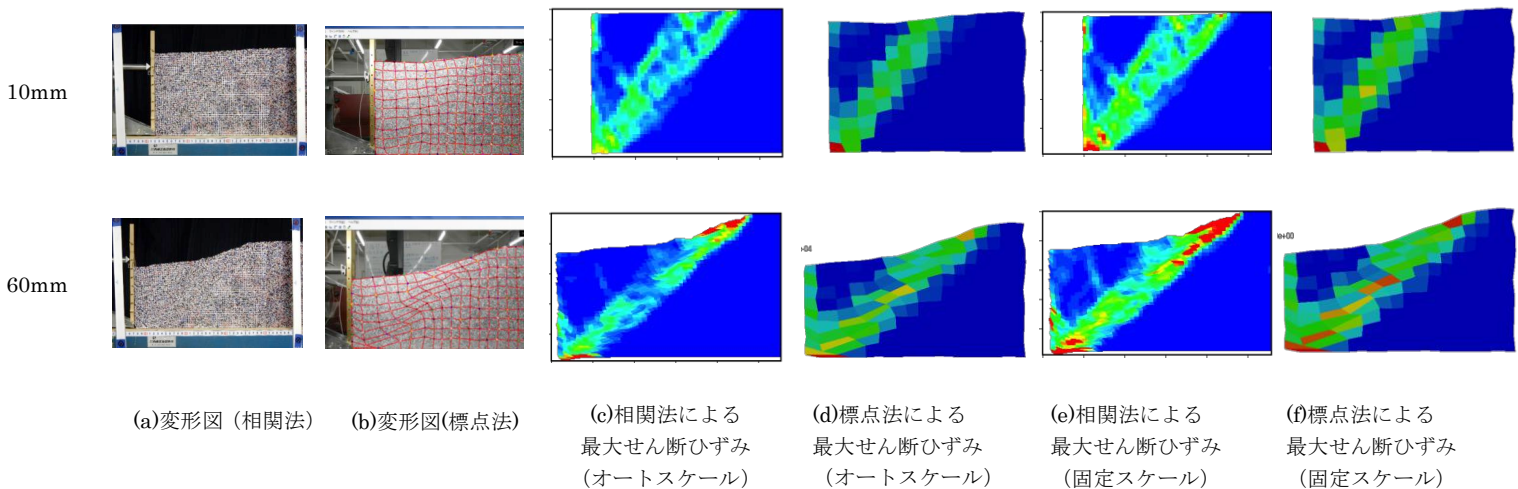 10mm
60mm
+04
e+00
(a)変形図（相関法）
(b)変形図(標点法)
(c)相関法による
最大せん断ひずみ
（オートスケール）
(d)標点法による
最大せん断ひずみ
（オートスケール）
(e)相関法による
最大せん断ひずみ
（固定スケール）
(f)標点法による
最大せん断ひずみ
（固定スケール）